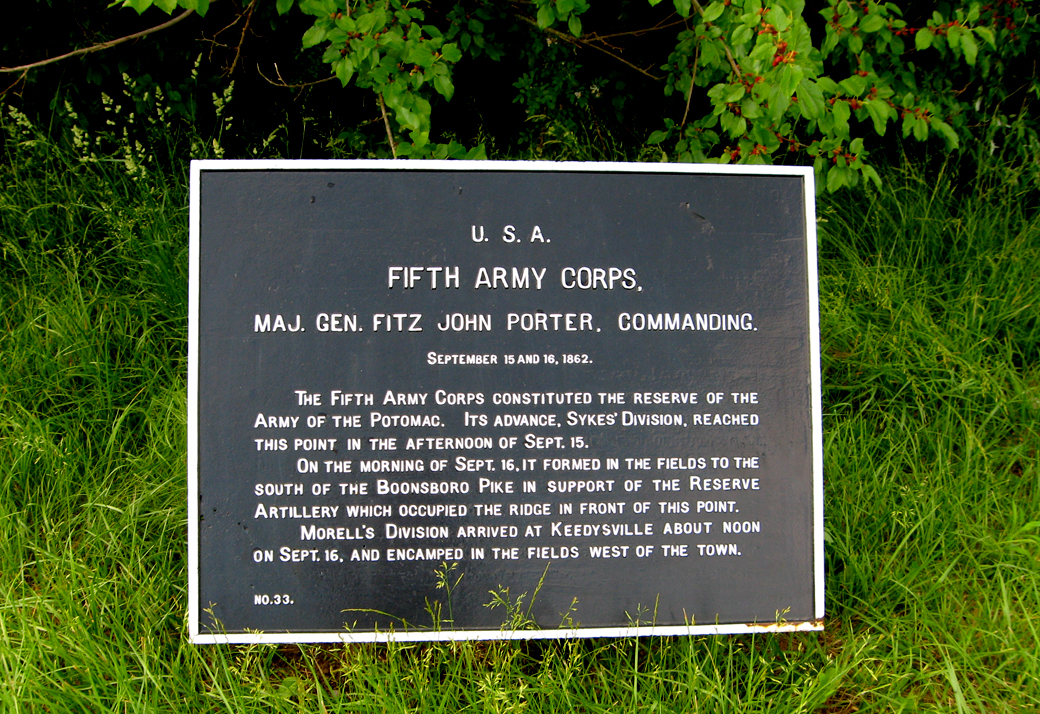 U. S. A.
FIFTH ARMY CORPS,
MAJ. GEN. FITZ JOHN PORTER, COMMANDING.
SEPTEMBER 15 AND 16, 1862.
THE FIFTH ARMY CORPS CONSTITUTED THE RESERVE OF THE
ARMY OF THE POTOMAC. ITS ADVANCE, SYKES' DIVISION, REACHED
THIS POINT IN THE AFTERNOON OF SEPT. 15.
ON THE MORNING OF SEPT. 16, IT FORMED IN THE FIELDS TO THE
SOUTH OF THE BOONSBORO PIKE IN SUPPORT OF THE RESERVE
ARTILLERY WHICH OCCUPIED THE RIDGE IN FRONT OF THIS POINT.
MORELL'S DIVISION ARRIVED AT KEEDYSVILLE ABOUT NOON
ON SEPT. 16, AND ENCAMPED IN THE FIELDS WEST OF THE TOWN.
NO. 33.